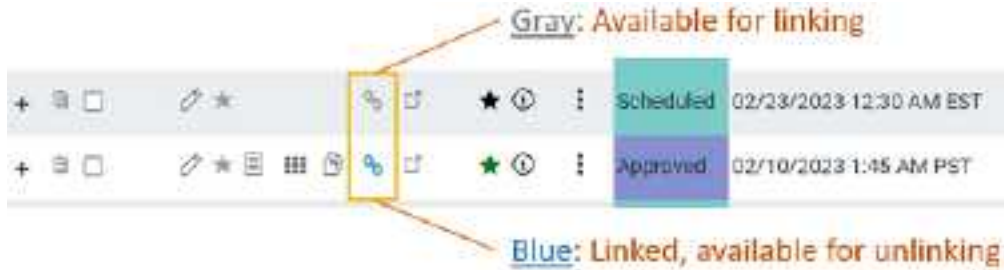 Gray: Available for linking
Scheduled 02/23/2023 12:30 AM EST
Approved 02/10/2023 1:45 AM PST
Blue: Linked, available for unlinking